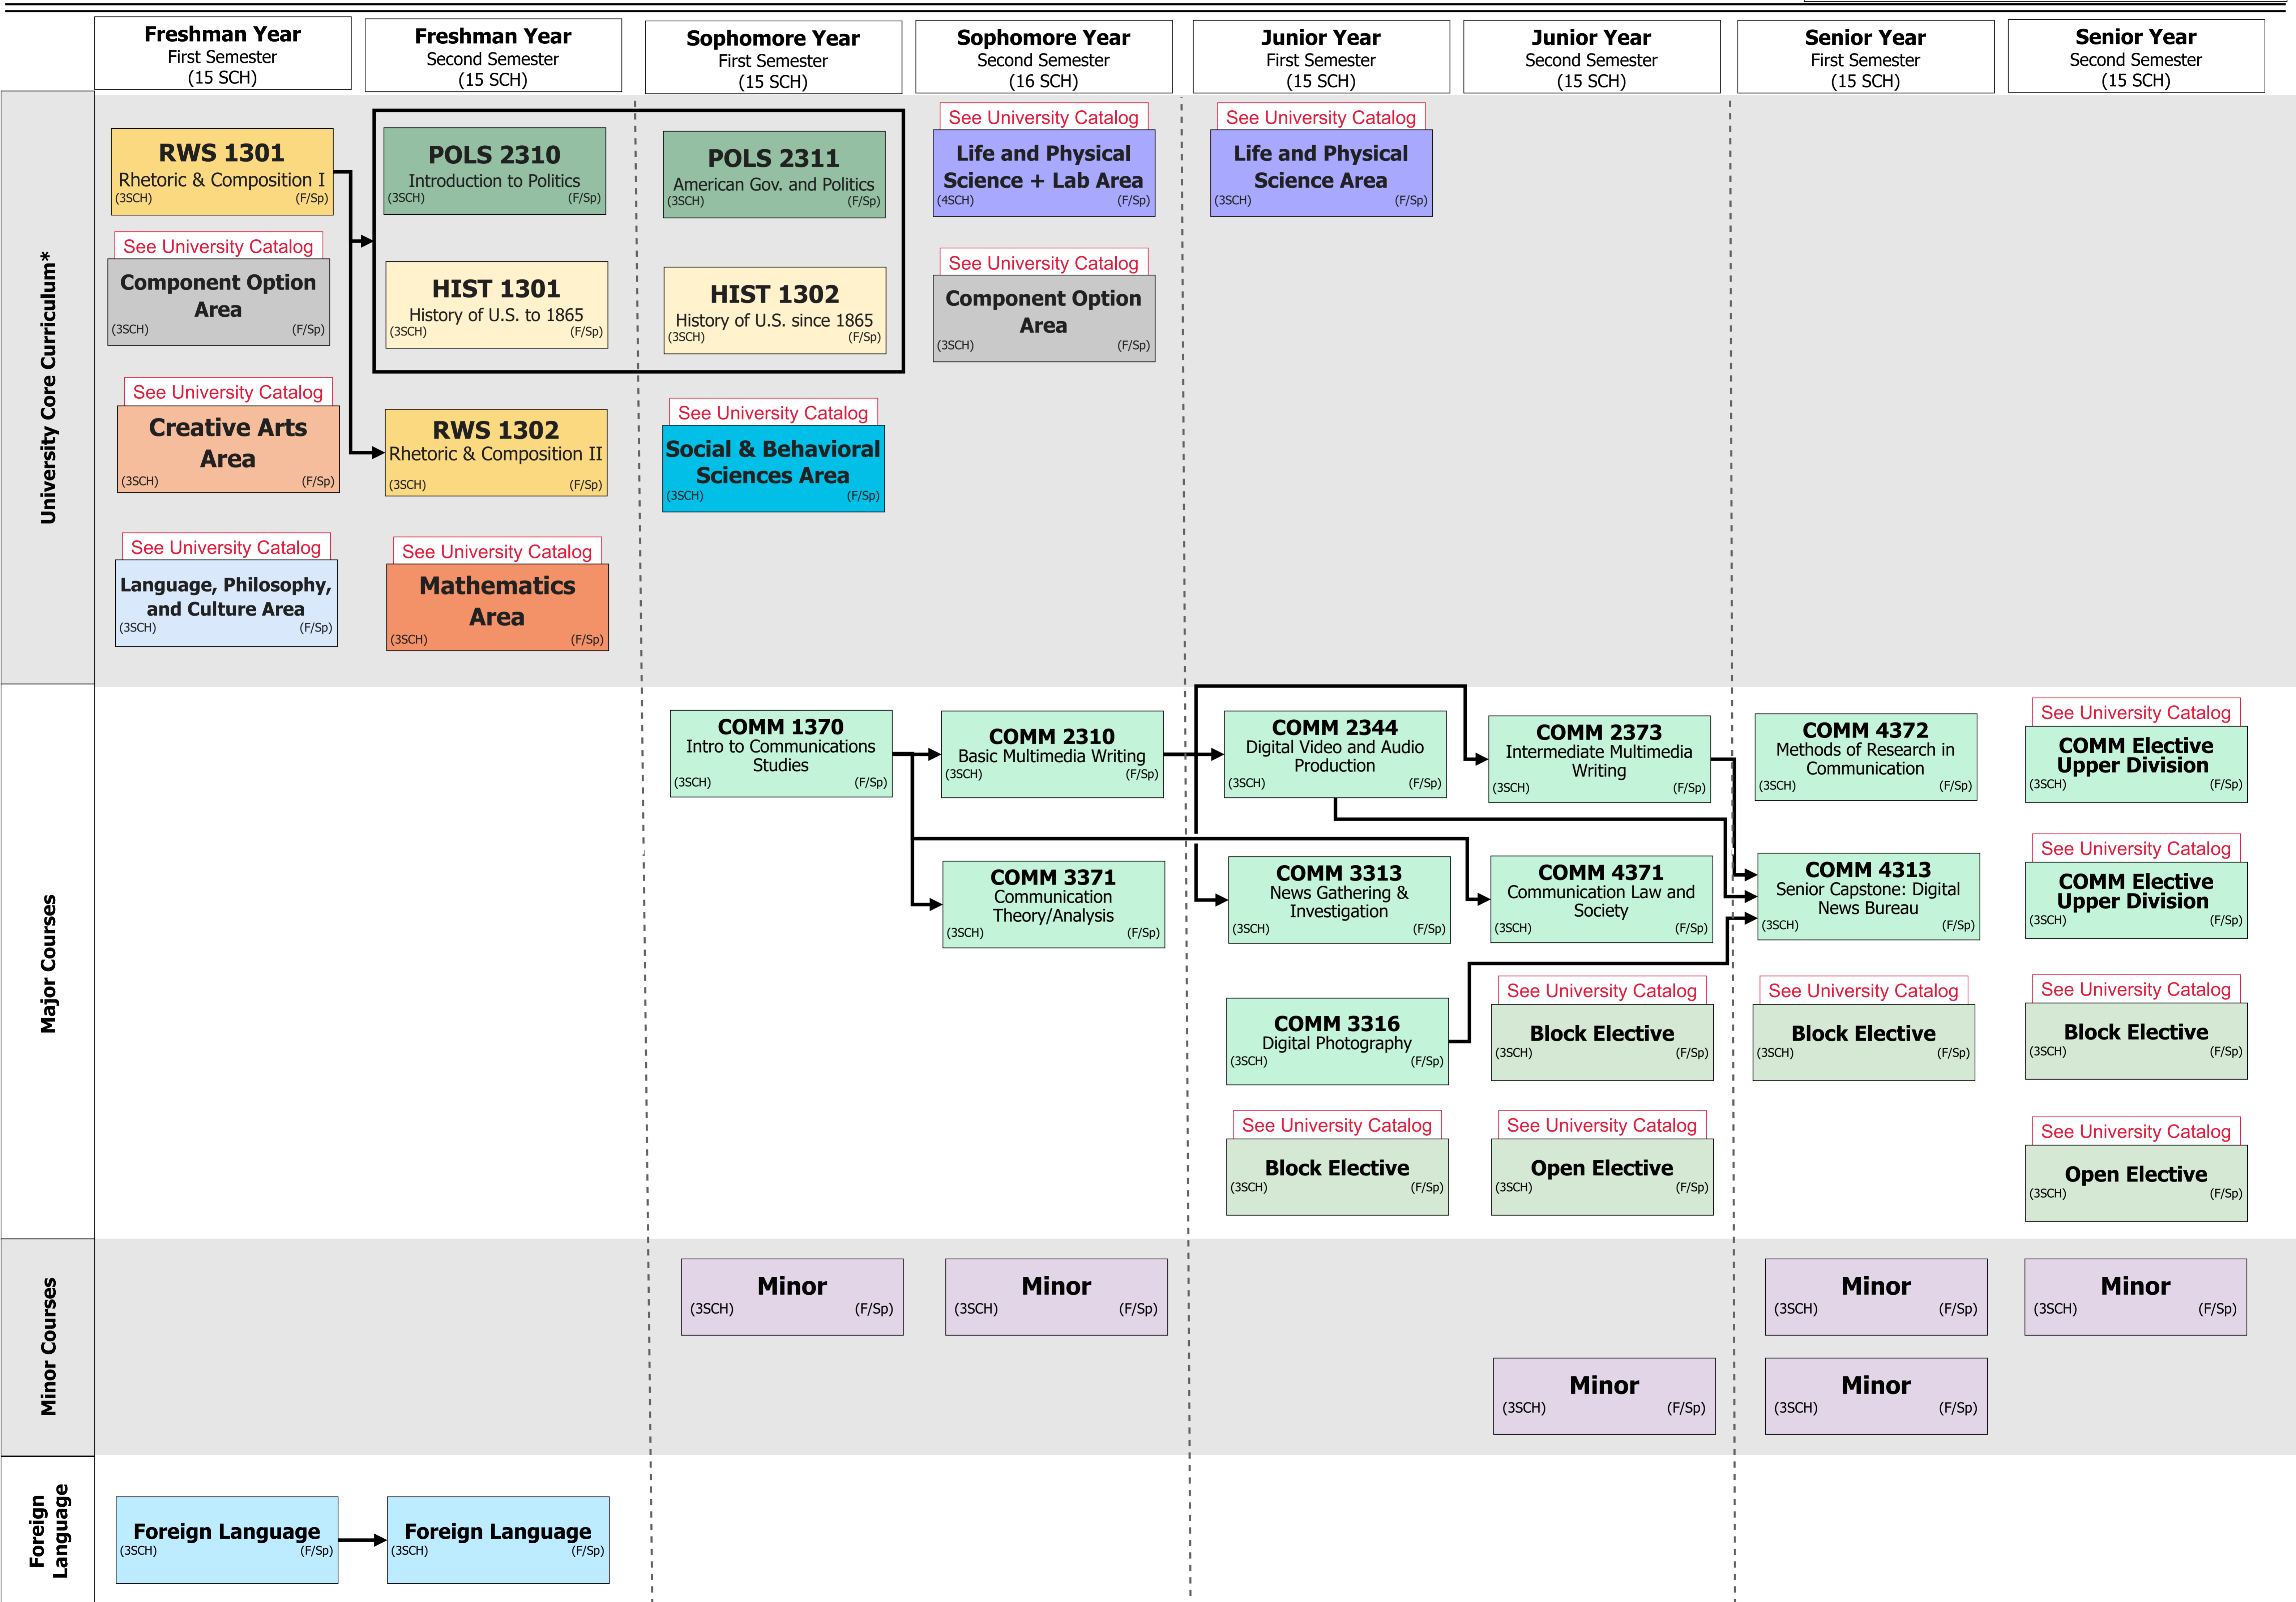 Freshman Year
First Semester
(15 SCH)
Freshman Year
Second Semester
(15 SCH)
Sophomore Year
First Semester
(15 SCH)
Sophomore Year
Second Semester
(16 SCH)
Junior Year
First Semester
(15 SCH)
Junior Year
Second Semester
(15 SCH)
Senior Year
First Semester
(15 SCH)
Senior Year
Second Semester
(15 SCH)
University Core Curriculum*
RWS 1301
Rhetoric & Composition I
(3SCH) (F/Sp)
See University Catalog
Component Option
Area
(3SCH) (F/Sp)
See University Catalog
Creative Arts
Area
(3SCH) (F/Sp)
See University Catalog
Language, Philosophy,
and Culture Area
(3SCH) (F/Sp)
POLS 2310
Introduction to Politics
(3SCH) (F/Sp)
HIST 1301
History of U.S. to 1865
(3SCH) (F/Sp)
RWS 1302
Rhetoric & Composition II
(3SCH) (F/Sp)
See University Catalog
Mathematics
Area
(3SCH) (F/Sp)
POLS 2311
American Gov. and Politics
(3SCH) (F/Sp)
HIST 1302
History of U.S. since 1865
(3SCH) (F/Sp)
See University Catalog
Social & Behavioral
Sciences Area
(3SCH) (F/Sp)
See University Catalog
Life and Physical
Science + Lab Area
(4SCH) (F/Sp)
See University Catalog
Component Option
Area
(3SCH) (F/Sp)
See University Catalog
Life and Physical
Science Area
(3SCH) (F/Sp)
Major Courses
COMM 1370
Intro to Communications
Studies
(3SCH) (F/Sp)
COMM 2310
Basic Multimedia Writing
(3SCH) (F/Sp)
COMM 3371
Communication
Theory/Analysis
(3SCH) (F/Sp)
COMM 2344
Digital Video and Audio
Production
(3SCH) (F/Sp)
COMM 3313
News Gathering &
Investigation
(3SCH) (F/Sp)
COMM 3316
Digital Photography
(3SCH) (F/Sp)
See University Catalog
Block Elective
(3SCH) (F/Sp)
COMM 2373
Intermediate Multimedia
Writing
(3SCH) (F/Sp)
COMM 4371
Communication Law and
Society
(3SCH) (F/Sp)
See University Catalog
Block Elective
(3SCH) (F/Sp)
See University Catalog
Open Elective
(3SCH) (F/Sp)
COMM 4372
Methods of Research in
Communication
(3SCH) (F/Sp)
COMM 4313
Senior Capstone: Digital
News Bureau
(3SCH) (F/Sp)
See University Catalog
Block Elective
(3SCH) (F/Sp)
See University Catalog
COMM Elective
Upper Division
(3SCH) (F/Sp)
See University Catalog
COMM Elective
Upper Division
(3SCH) (F/Sp)
See University Catalog
Block Elective
(3SCH) (F/Sp)
See University Catalog
Open Elective
(3SCH) (F/Sp)
Minor Courses
Minor
(3SCH) (F/Sp)
Minor
(3SCH) (F/Sp)
Minor
(3SCH) (F/Sp)
Minor
(3SCH) (F/Sp)
Minor
(3SCH) (F/Sp)
Minor
(3SCH) (F/Sp)
Foreign
Language
Foreign Language
(3SCH) (F/Sp)
Foreign Language
(3SCH) (F/Sp)